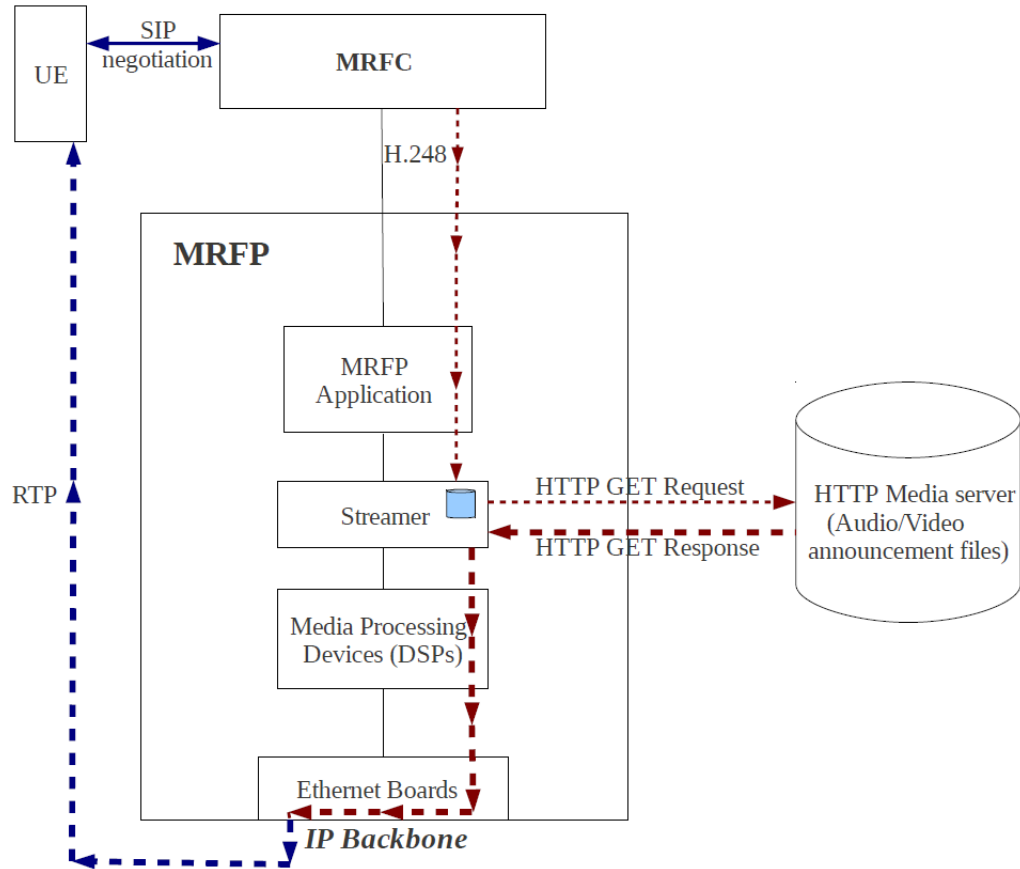 SIP
negotiation
UE
MRFC
H.248
MRFP
MRFP
Application
RTP
Streamer
HTTP GET Request
HTTP GET Response
HTTP Media server
(Audio/Video
announcement files)
Media Processing
Devices (DSPs)
Ethernet Boards
IP Backbone